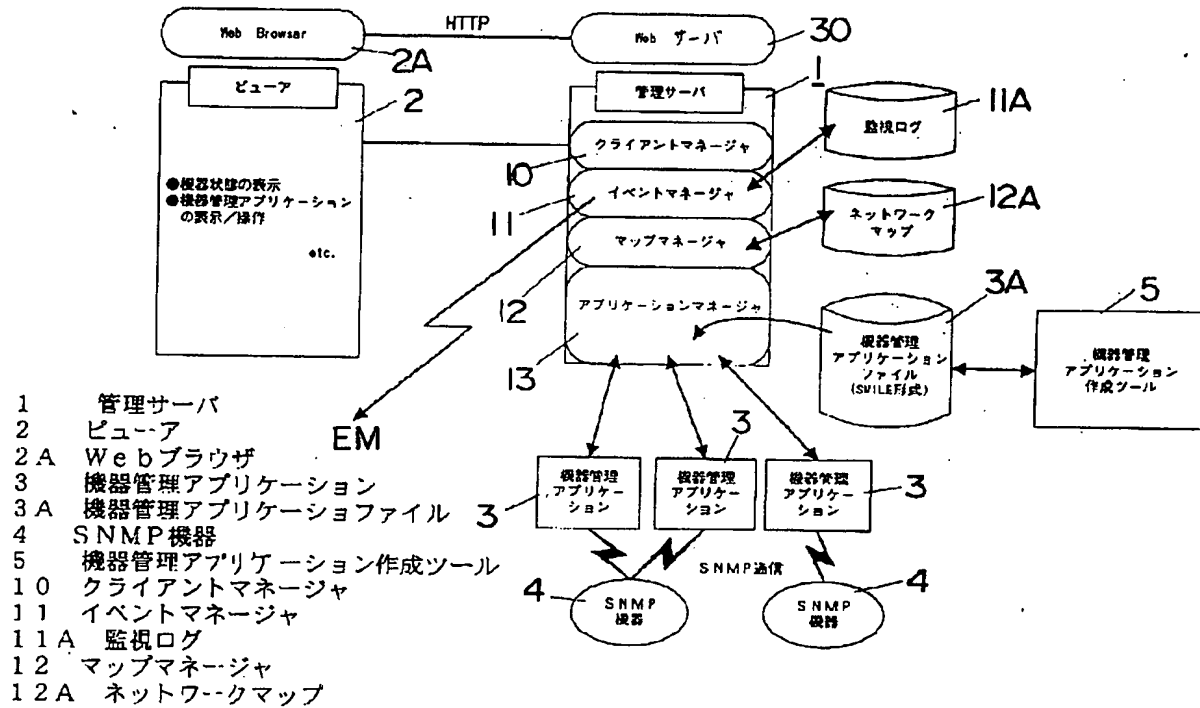 HTTP
Web Browsar
Web サーバ
30
2A
ビューア
2
管理サーバ
1
11A
監視ログ
クライアントマネージャ
10
●機器状態の表示
●機器管理アプリケーション
の表示/操作
etc.
イベントマネージャ
11
12A
ネットワーク
マップ
マップマネージャ
12
アプリケーションマネージャ
13
3A
機器管理
アプリケーション
ファイル
(SMILE形式)
5
機器管理
アプリケーション
作成ツール
EM
3
機器管理
アプリケー
ション
3
機器管理
アプリケー
ション
機器管理
アプリケー
ション
3
SNMP通信
4
SNMP
機器
SNMP
機器
4
1 管理サーバ
2 ビューア
2A Webブラウザ
3 機器管理アプリケーション
3A 機器管理アプリケーショファイル
4 SNMP機器
5 機器管理アプリケーション作成ツール
10 クライアントマネージャ
11 イベントマネージャ
11A 監視ログ
12 マップマネージャ
12A ネットワークマップ